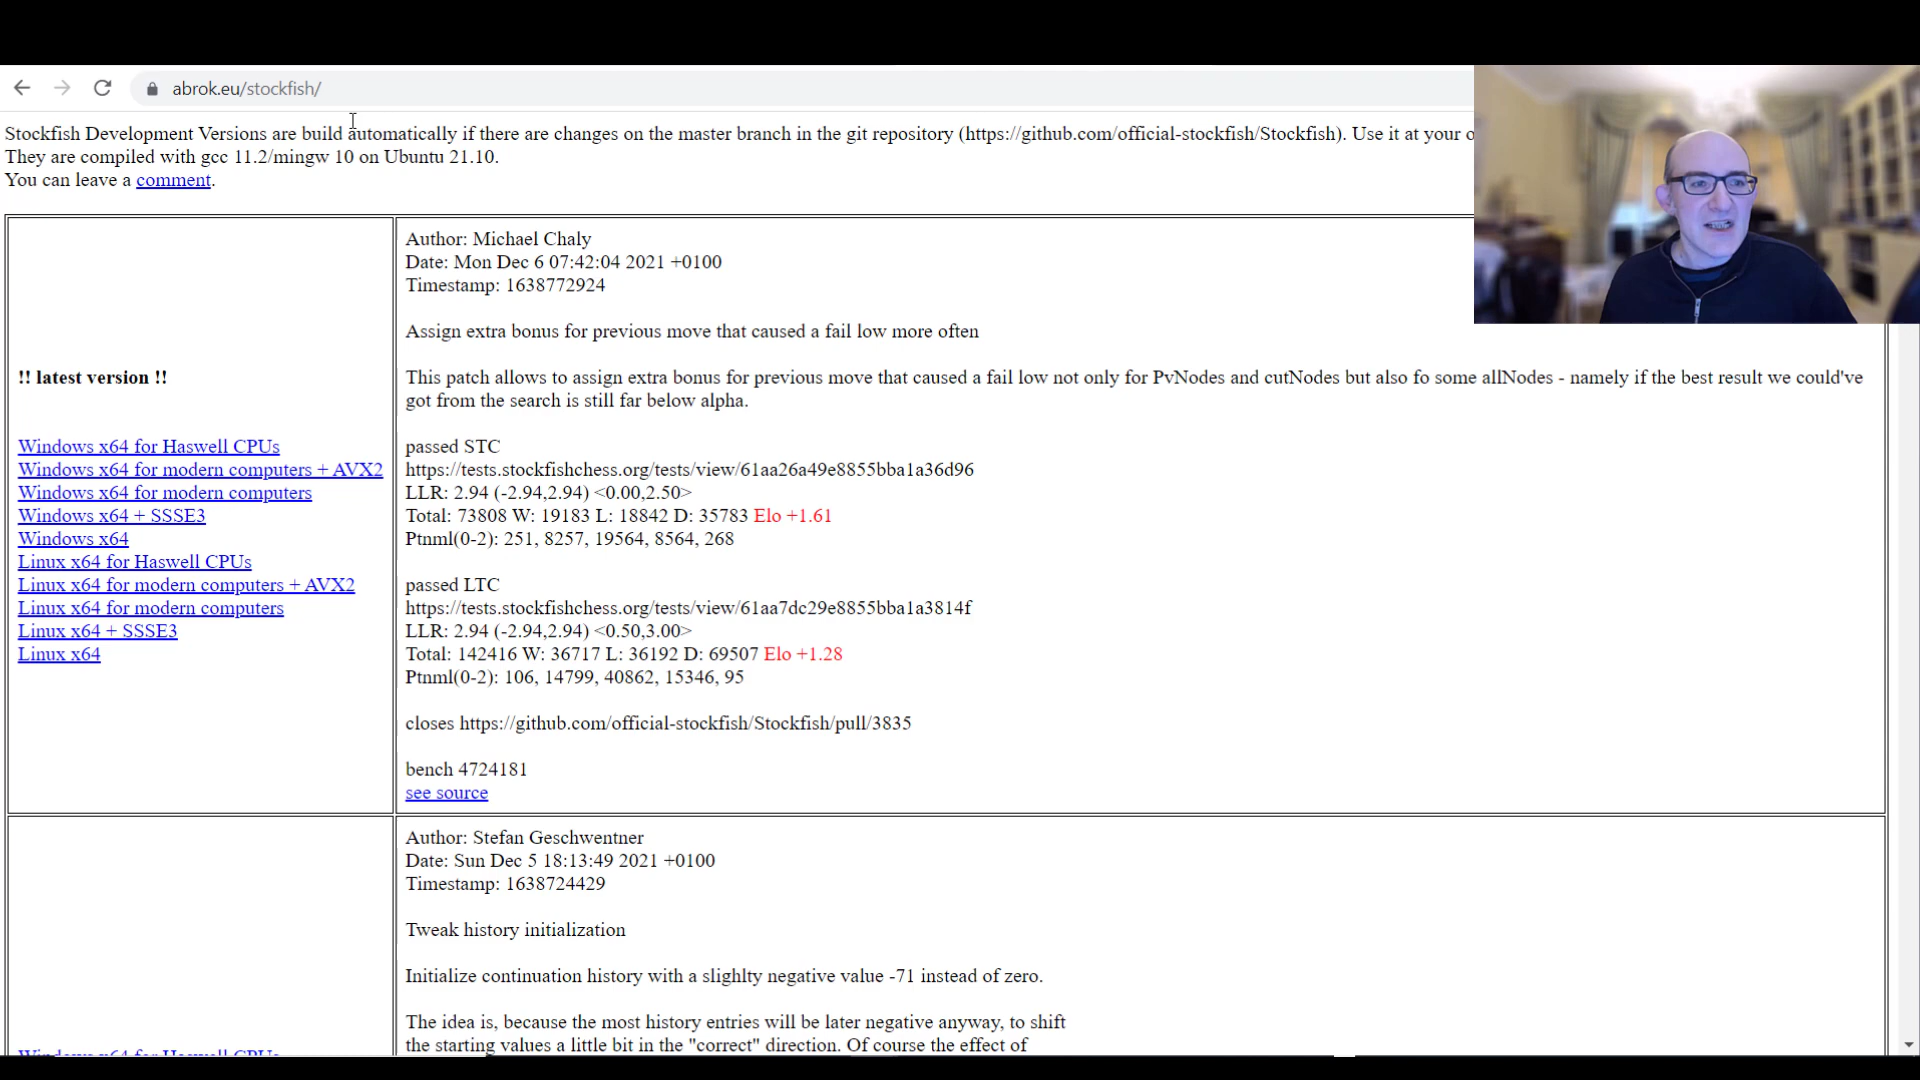 abrok.eu/stockfish/
Stockfish Development Versions are build automatically if there are changes on the master branch in the git repository (https://github.com/official-stockfish/Stockfish). Use it at your
They are compiled with gcc 11.2/mingw 10 on Ubuntu 21.10.
You can leave a comment.
!! latest version !!
Windows x64 for Haswell CPUs
Windows x64 for modern computers + AVX2
Windows x64 for modern computers
Windows x64 + SSSE3
Windows x64
Linux x64 for Haswell CPUs
Linux x64 for modern computers + AVX2
Linux x64 for modern computers
Linux x64 + SSSE3
Linux x64
Author: Michael Chaly
Date: Mon Dec 6 07:42:04 2021 +0100
Timestamp: 1638772924
Assign extra bonus for previous move that caused a fail low more often
This patch allows to assign extra bonus for previous move that caused a fail low not only for PvNodes and cutNodes but also fo some allNodes - namely if the best result we could've
got from the search is still far below alpha.
passed STC
https://tests.stockfishchess.org/tests/view/61aa26a49e8855bba1a36d96
LLR: 2.94 (-2.94,2.94) <0.00,2.50>
Total: 73808 W: 19183 L: 18842 D: 35783 Elo +1.61
Ptnml(0-2): 251, 8257, 19564, 8564, 268
passed LTC
https://tests.stockfishchess.org/tests/view/61aa7dc29e8855bba1a3814f
LLR: 2.94 (-2.94,2.94) <0.50,3.00>
Total: 142416 W: 36717 L: 36192 D: 69507 Elo +1.28
Ptnml(0-2): 106, 14799, 40862, 15346, 95
closes https://github.com/official-stockfish/Stockfish/pull/3835
bench 4724181
see source
Windows x64 for Haswell CPUs
Author: Stefan Geschwentner
Date: Sun Dec 5 18:13:49 2021 +0100
Timestamp: 1638724429
Tweak history initialization
Initialize continuation history with a slighlty negative value -71 instead of zero.
The idea is, because the most history entries will be later negative anyway, to shift
the starting values a little bit in the "correct" direction. Of course the effect of